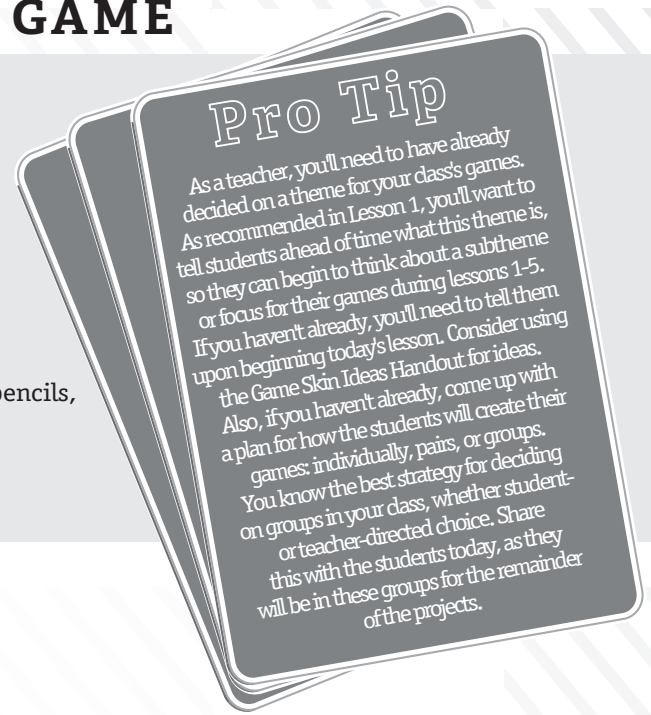 GAME
pencils,
Pro Tip
As a teacher, you'll need to have already
decided on a theme for your class's games.
As recommended in Lesson 1, you'll want to
tell students ahead of time what this theme is,
so they can begin to think about a subtheme
or focus for their games during lessons 1–5.
If you haven't already, you'll need to tell them
upon beginning today's lesson. Consider using
the Game Skin Ideas Handout for ideas.
Also, if you haven't already, come up with
a plan for how the students will create their
games: individually, pairs, or groups.
You know the best strategy for deciding
on groups in your class, whether student-
or teacher-directed choice. Share
this with the students today, as they
will be in these groups for the remainder
of the projects.